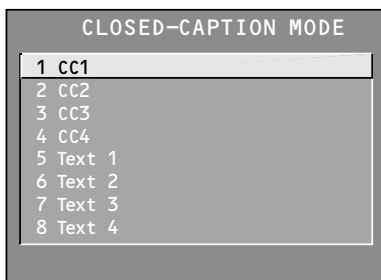 CLOSED–CAPTION MODE
1 CC1
2 CC2
3 CC3
4 CC4
5 Text 1
6 Text 2
7 Text 3
8 Text 4